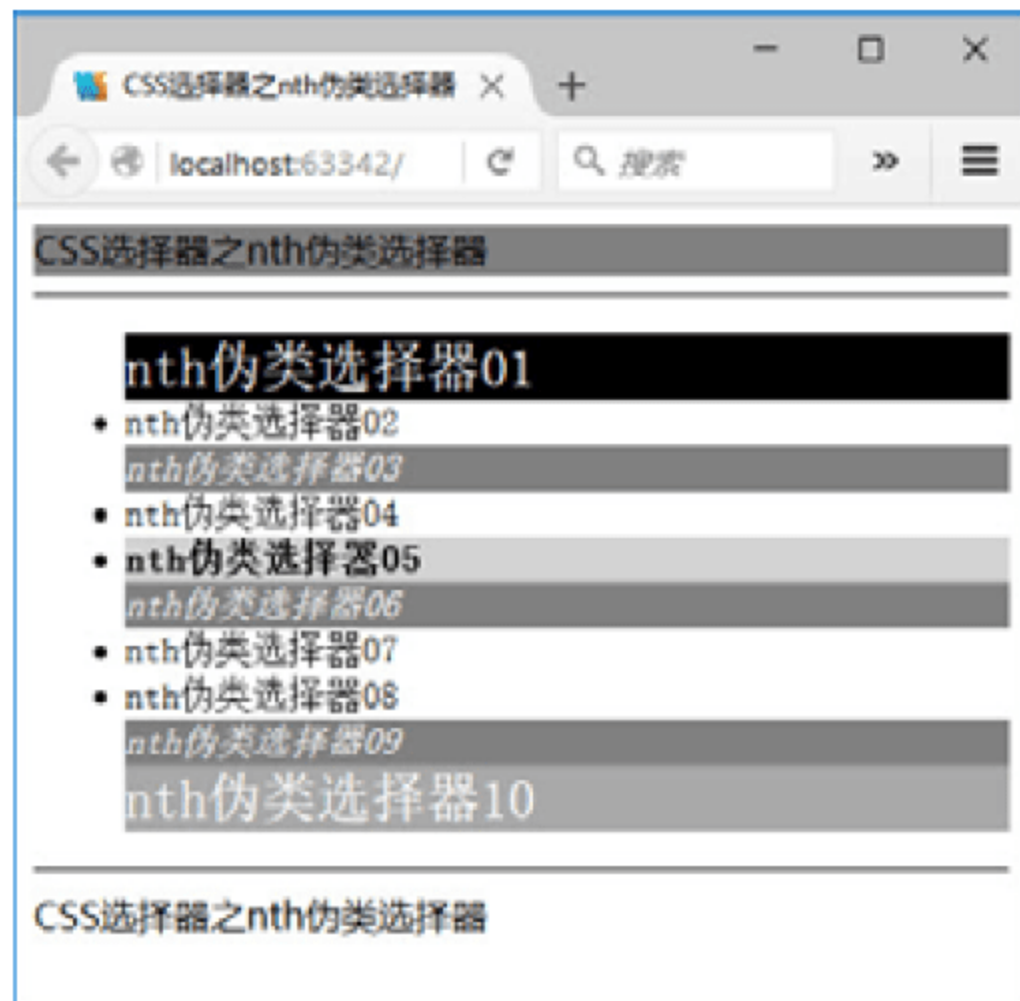 CSS选择器之nth伪类选择器
localhost:63342/
搜索
CSS选择器之nth伪类选择器
nth伪类选择器01
nth伪类选择器02
nth伪类选择器03
nth伪类选择器04
nth伪类选择器05
nth伪类选择器06
nth伪类选择器07
nth伪类选择器08
nth伪类选择器09
nth伪类选择器10
CSS选择器之nth伪类选择器